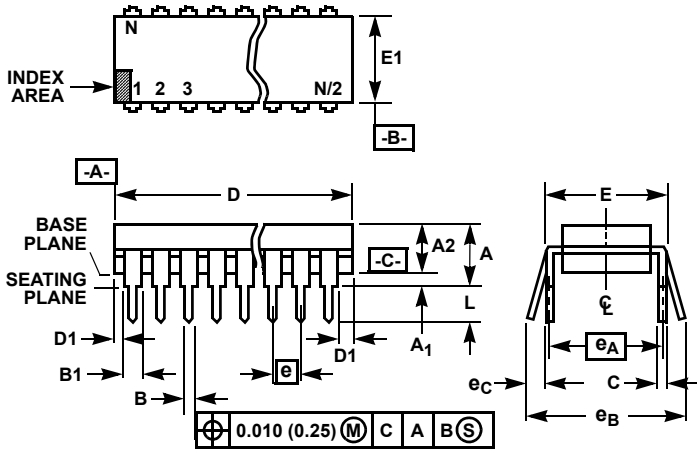 N
INDEX
AREA
1 2 3 N/2
E1
-B-
-A-
D
E
BASE
PLANE
SEATING
PLANE
A2
A
-C-
L
A1
D1
D1
B1
B
e
℄
eA
eC
C
eB
0.010 (0.25) Ⓜ C A B Ⓢ